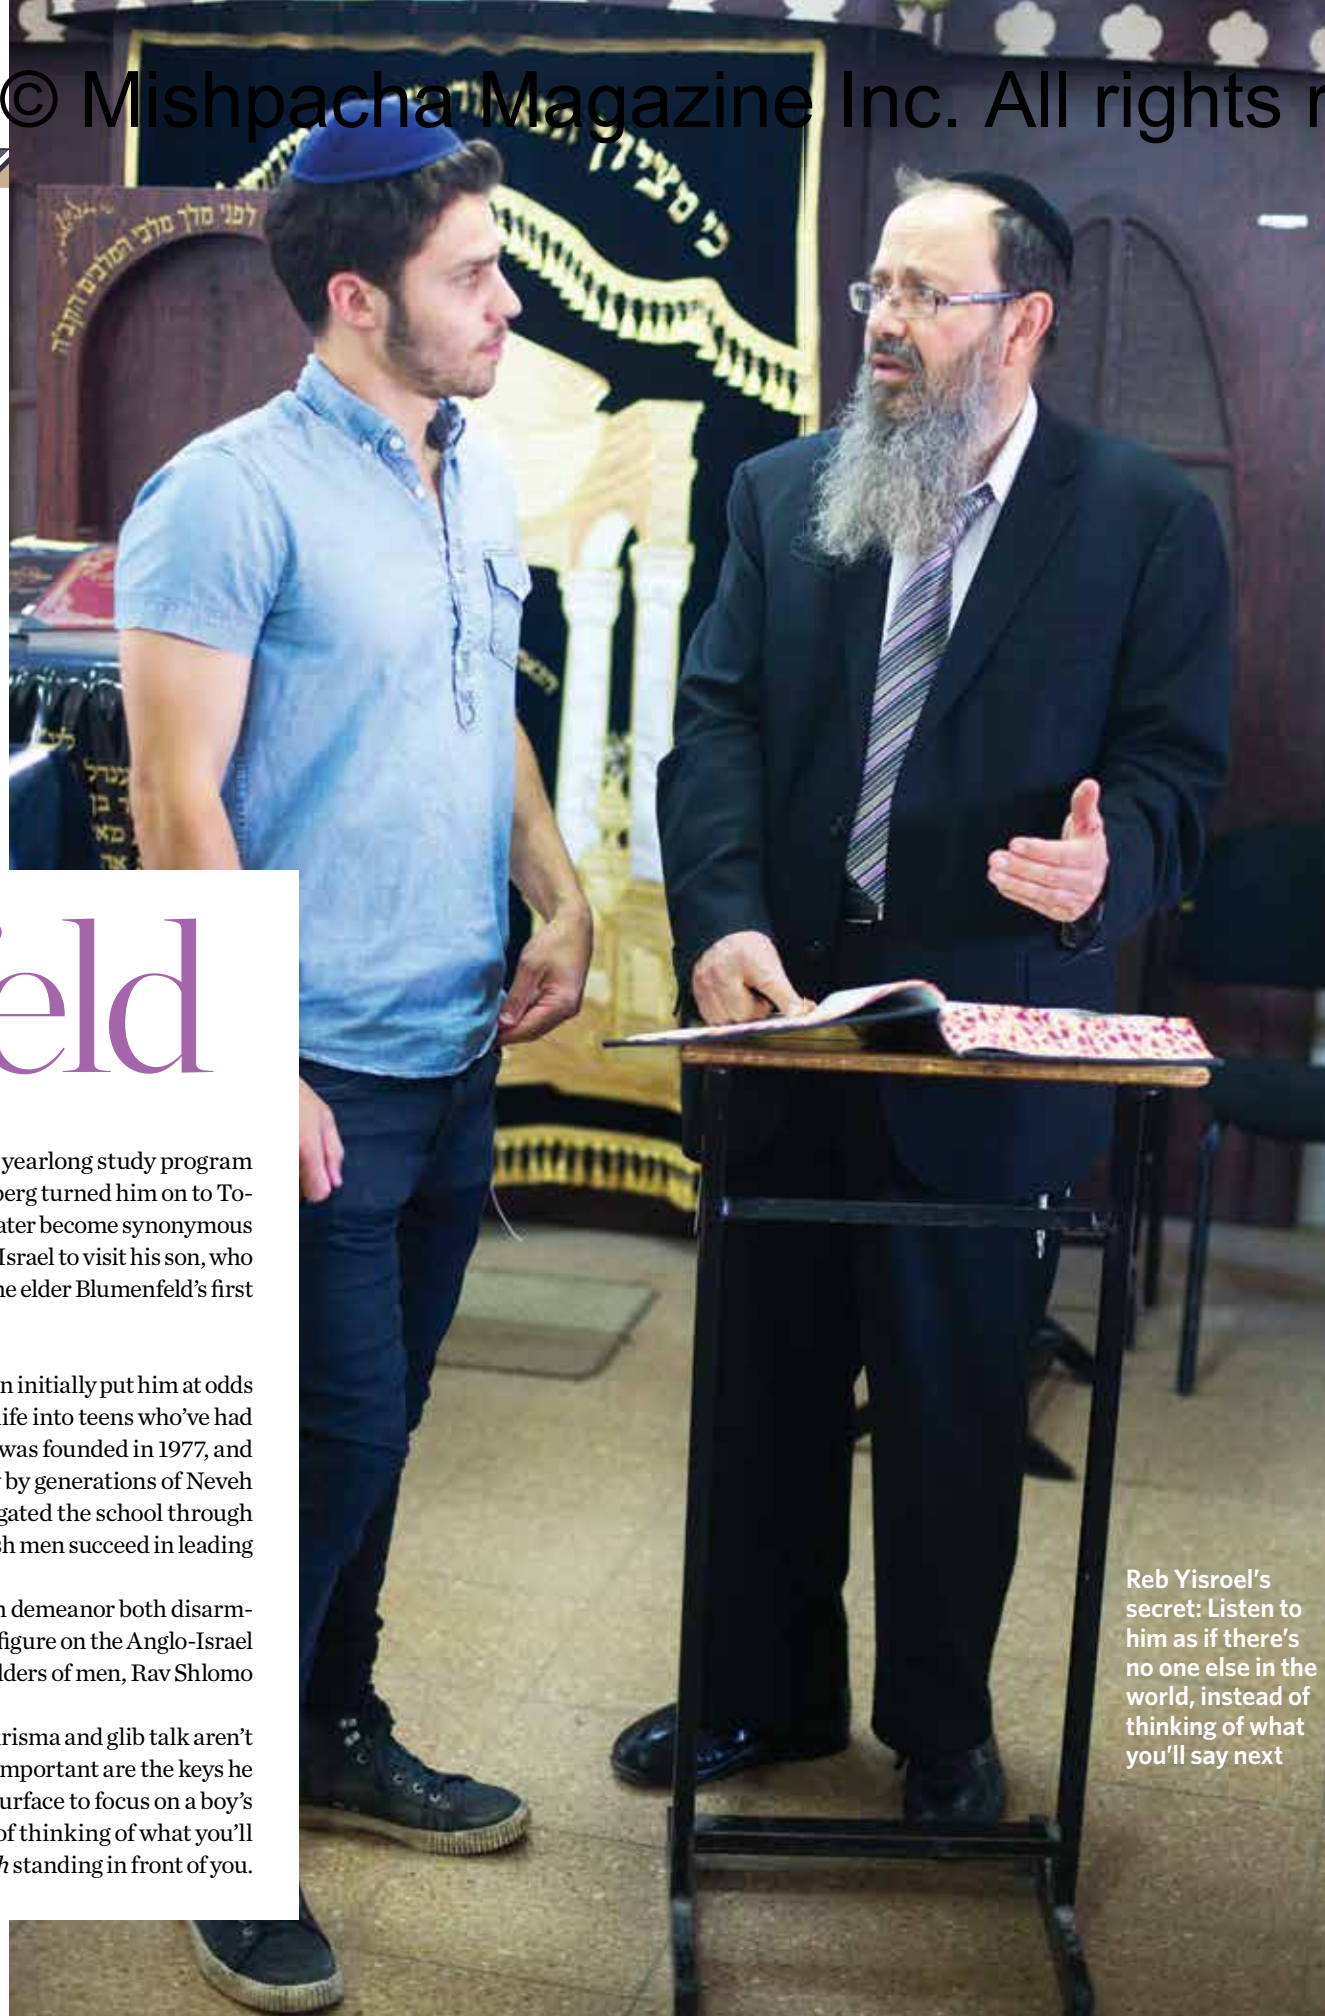 © Mishpacha Magazine Inc. All rights r
כי מציון
לפני מלך מלכי המלכים הקב"ה
ר בן
eld
yearlong study program
berg turned him on to To-
ater become synonymous
Israel to visit his son, who
he elder Blumenfeld's first
n initially put him at odds
life into teens who've had
was founded in 1977, and
by generations of Neveh
gated the school through
sh men succeed in leading
n demeanor both disarm-
figure on the Anglo-Israel
lders of men, Rav Shlomo
risma and glib talk aren't
mportant are the keys he
urface to focus on a boy's
of thinking of what you'll
h standing in front of you.
Reb Yisroel's
secret: Listen to
him as if there's
no one else in the
world, instead of
thinking of what
you'll say next